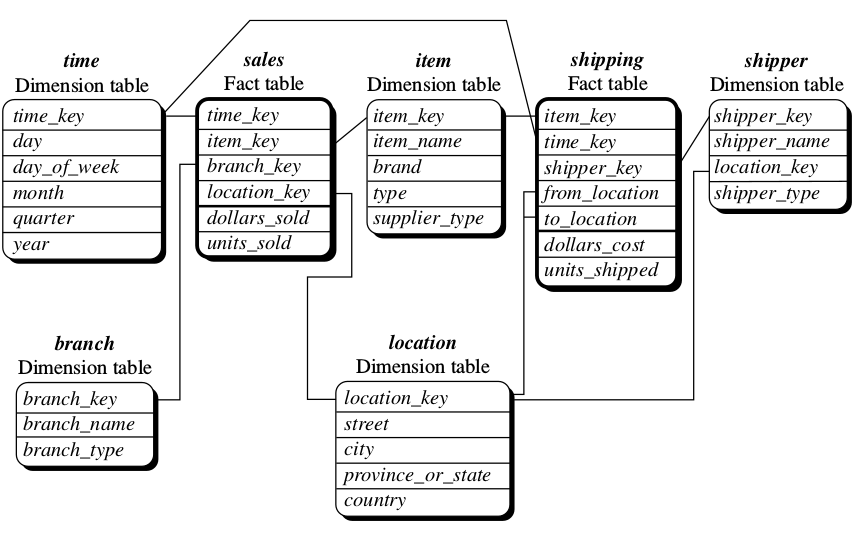 time
Dimension table
time_key
day
day_of_week
month
quarter
year
sales
Fact table
time_key
item_key
branch_key
location_key
dollars_sold
units_sold
item
Dimension table
item_key
item_name
brand
type
supplier_type
shipping
Fact table
item_key
time_key
shipper_key
from_location
to_location
dollars_cost
units_shipped
shipper
Dimension table
shipper_key
shipper_name
location_key
shipper_type
branch
Dimension table
branch_key
branch_name
branch_type
location
Dimension table
location_key
street
city
province_or_state
country